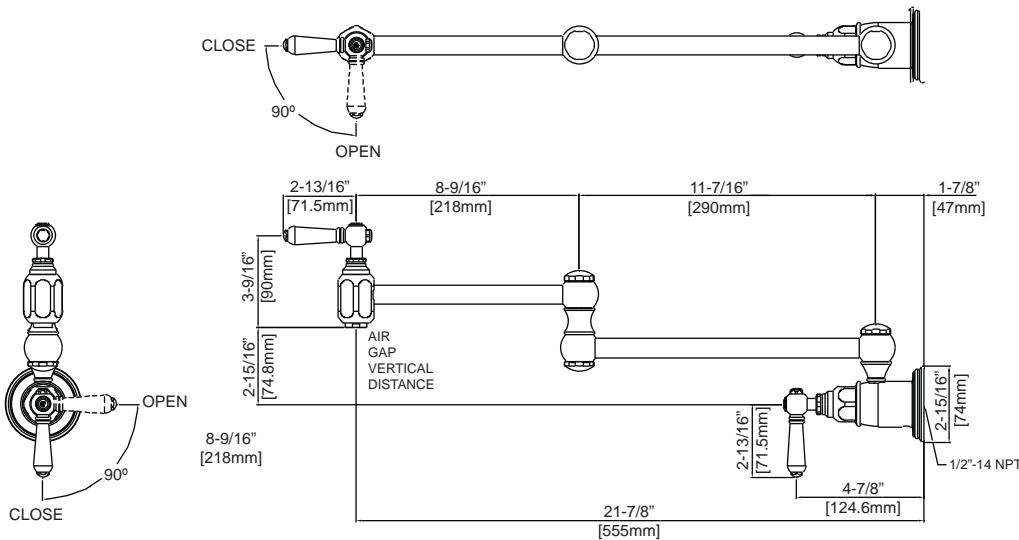 CLOSE
90º
OPEN
2-13/16”
[71.5mm]
8-9/16”
[218mm]
11-7/16”
[290mm]
1-7/8”
[47mm]
3-9/16”
[90mm]
2-15/16”
[74.8mm]
AIR
GAP
VERTICAL
DISTANCE
OPEN
90º
CLOSE
8-9/16”
[218mm]
2-13/16”
[71.5mm]
2-15/16”
[74mm]
1/2”-14 NPT
4-7/8”
[124.6mm]
21-7/8”
[555mm]